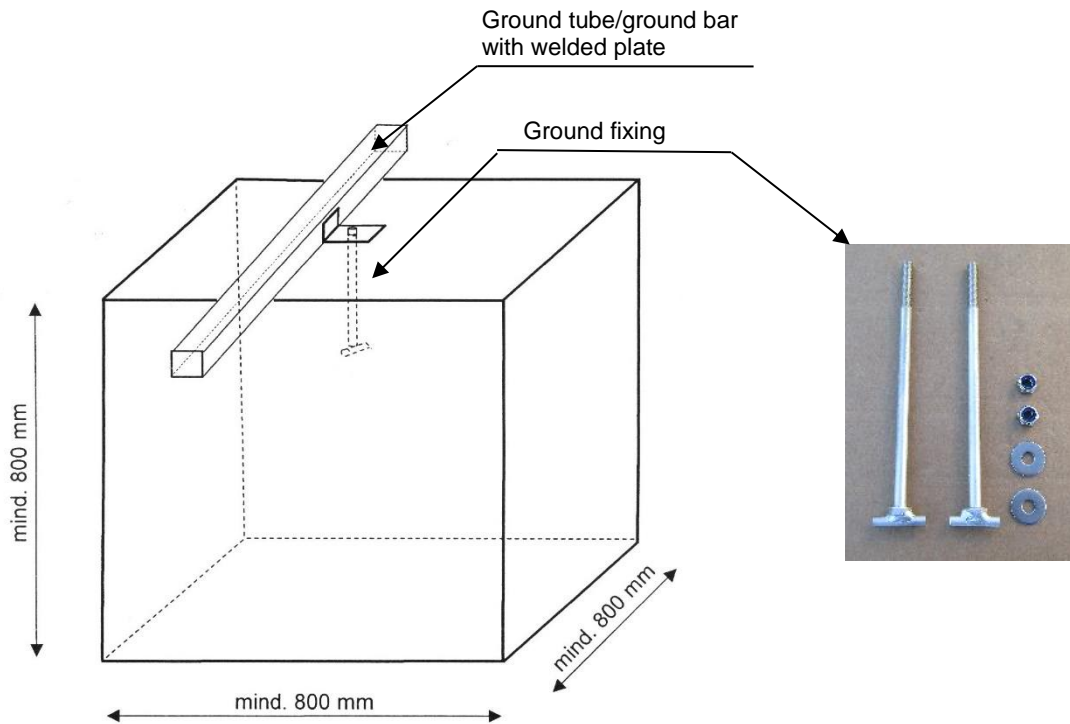 Ground tube/ground bar
with welded plate
Ground fixing
mind. 800 mm
mind. 800 mm
mind. 800 mm